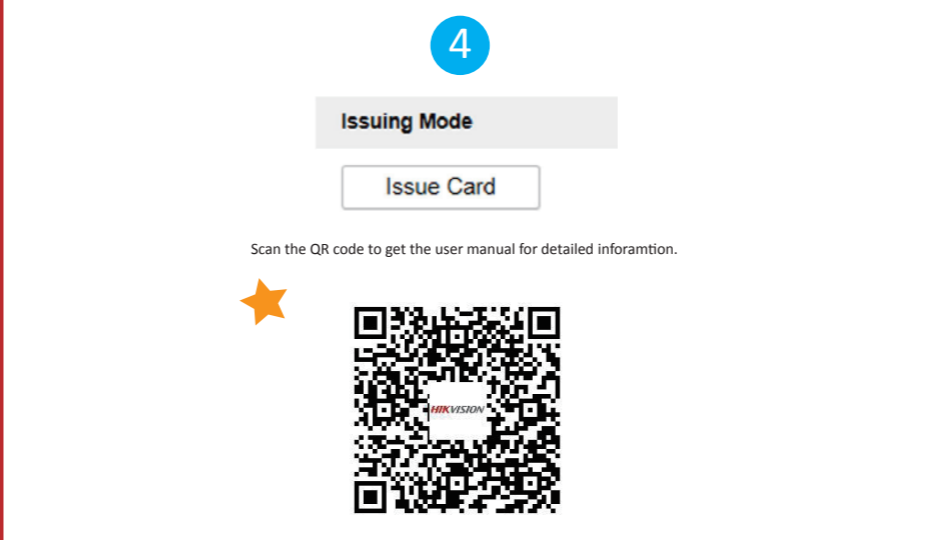 4
Issuing Mode
Issue Card
Scan the QR code to get the user manual for detailed inforamtion.
HIKVISION